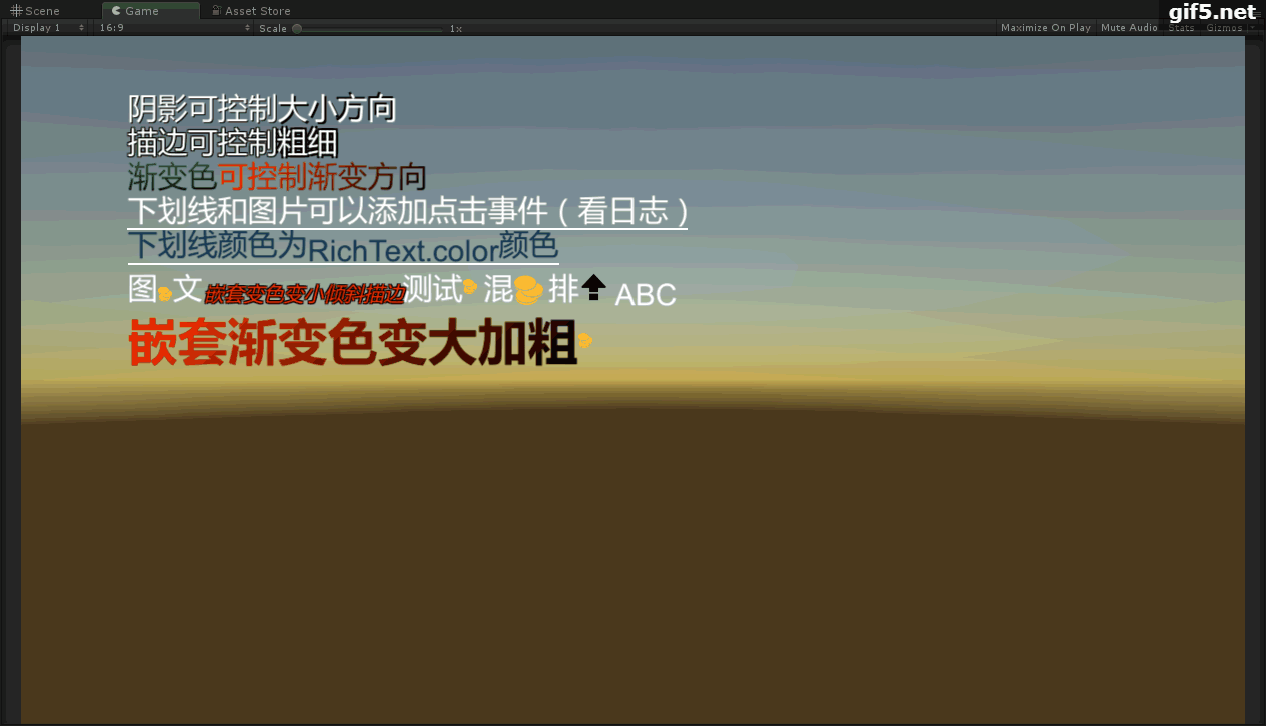 Scene Game Asset Store gif5.net
Display 1 16:9 Scale 1x Maximize On Play Mute Audio Stats Gizmos
阴影可控制大小方向
描边可控制粗细
渐变色可控制渐变方向
下划线和图片可以添加点击事件（看日志）
下划线颜色为RichText.color颜色
图文嵌套变色变小倾斜描边测试混排 ABC
嵌套渐变色变大加粗